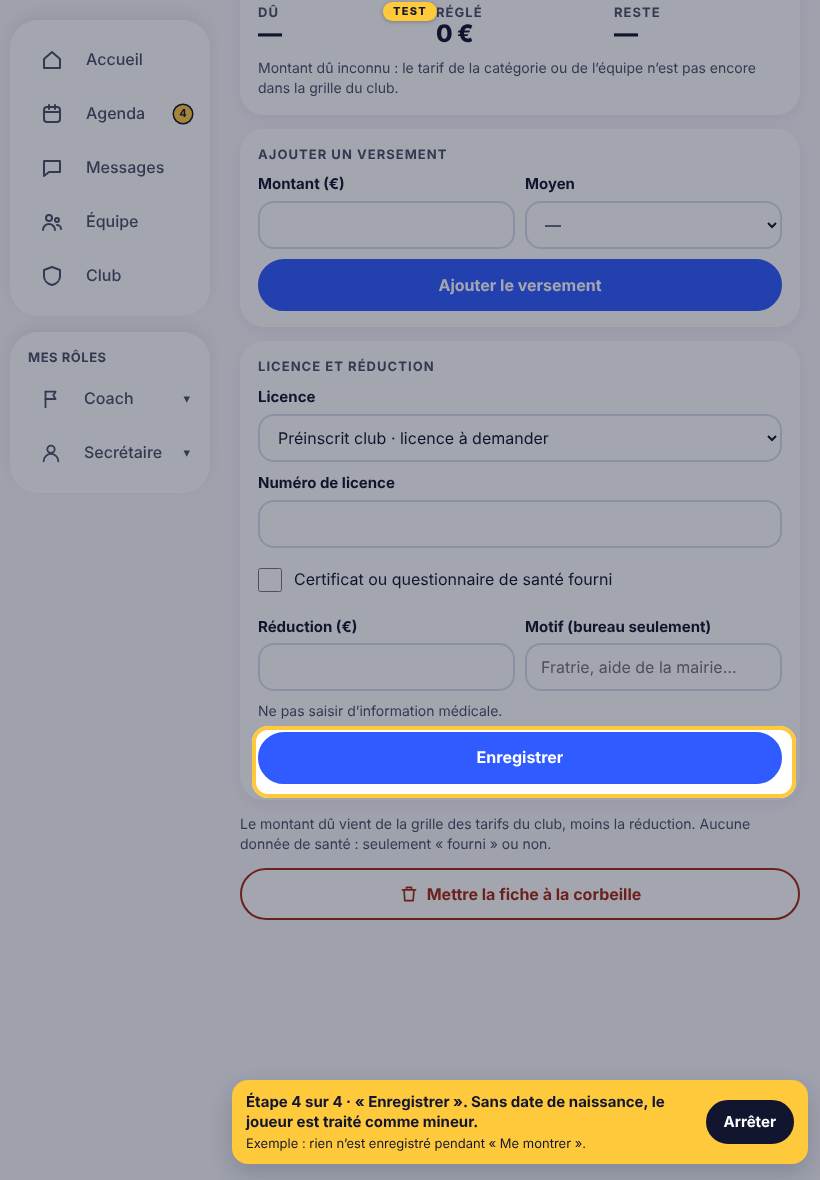 Accueil
Agenda
4
Messages
Équipe
Club
MES RÔLES
Coach
Secrétaire
TEST
DÛ
RÉGLÉ
RESTE
—
0 €
—
Montant dû inconnu : le tarif de la catégorie ou de l’équipe n’est pas encore
dans la grille du club.
AJOUTER UN VERSEMENT
Montant (€)
Moyen
—
Ajouter le versement
LICENCE ET RÉDUCTION
Licence
Préinscrit club · licence à demander
Numéro de licence
Certificat ou questionnaire de santé fourni
Réduction (€)
Motif (bureau seulement)
Fratrie, aide de la mairie…
Ne pas saisir d’information médicale.
Enregistrer
Le montant dû vient de la grille des tarifs du club, moins la réduction. Aucune
donnée de santé : seulement « fourni » ou non.
Mettre la fiche à la corbeille
Étape 4 sur 4 · « Enregistrer ». Sans date de naissance, le
joueur est traité comme mineur.
Exemple : rien n’est enregistré pendant « Me montrer ».
Arrêter